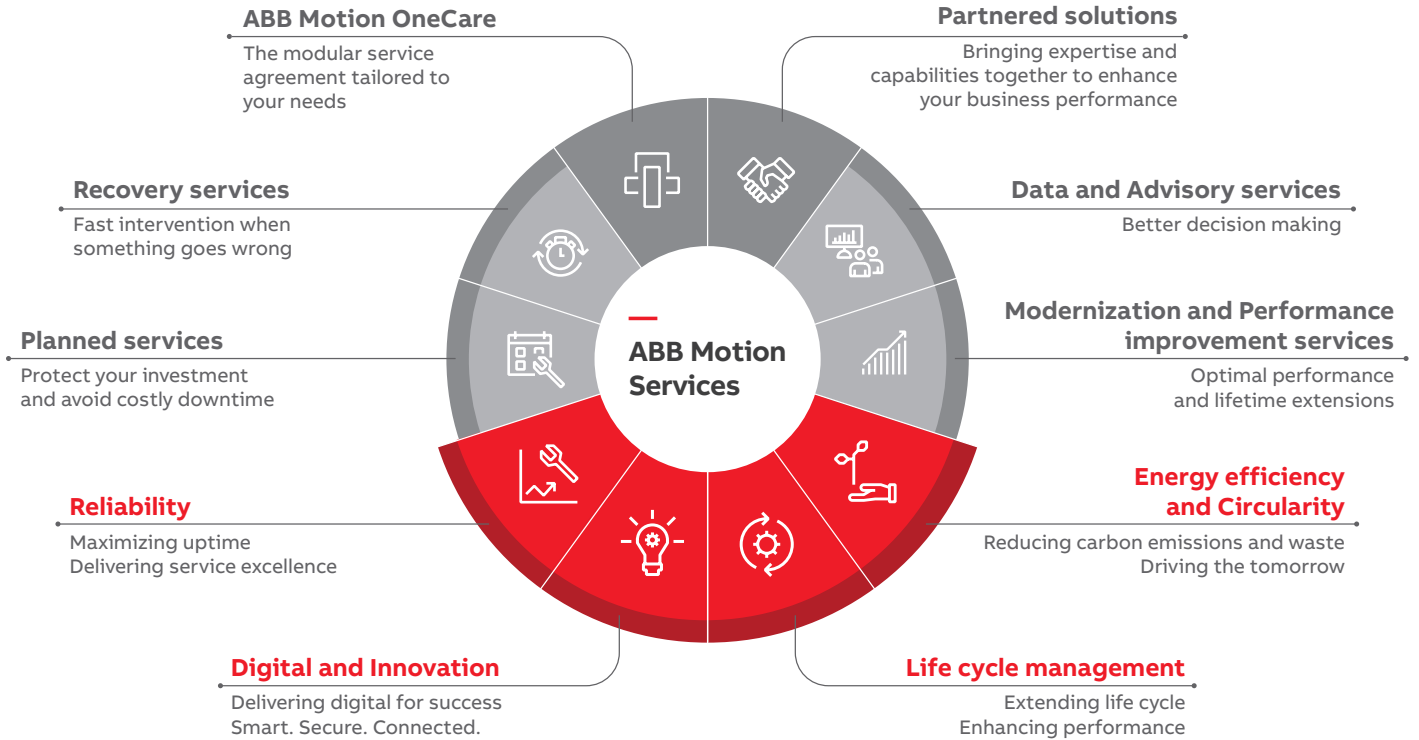 ABB Motion OneCare
The modular service
agreement tailored to
your needs
Partnered solutions
Bringing expertise and
capabilities together to enhance
your business performance
Recovery services
Fast intervention when
something goes wrong
Data and Advisory services
Better decision making
Planned services
Protect your investment
and avoid costly downtime
ABB Motion
Services
Modernization and Performance
improvement services
Optimal performance
and lifetime extensions
Reliability
Maximizing uptime
Delivering service excellence
Energy efficiency
and Circularity
Reducing carbon emissions and waste
Driving the tomorrow
Digital and Innovation
Delivering digital for success
Smart. Secure. Connected.
Life cycle management
Extending life cycle
Enhancing performance